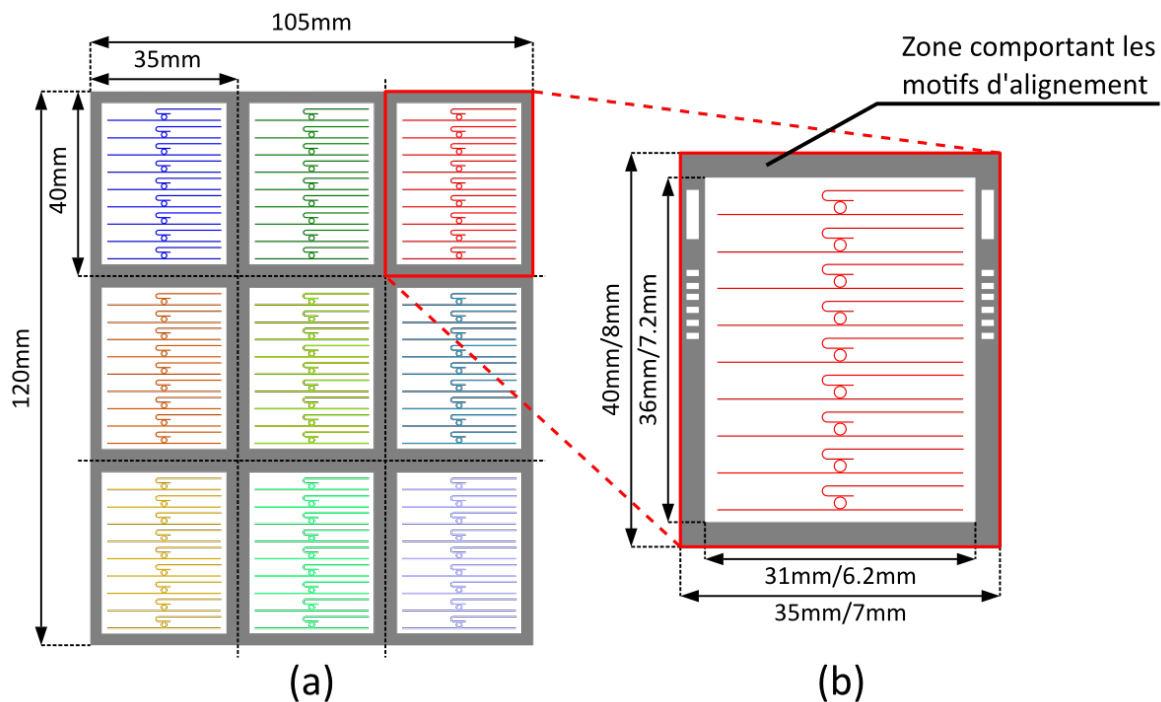 105mm
35mm
40mm
120mm
(a)
Zone comportant les
motifs d'alignement
40mm/8mm
36mm/7.2mm
31mm/6.2mm
35mm/7mm
(b)